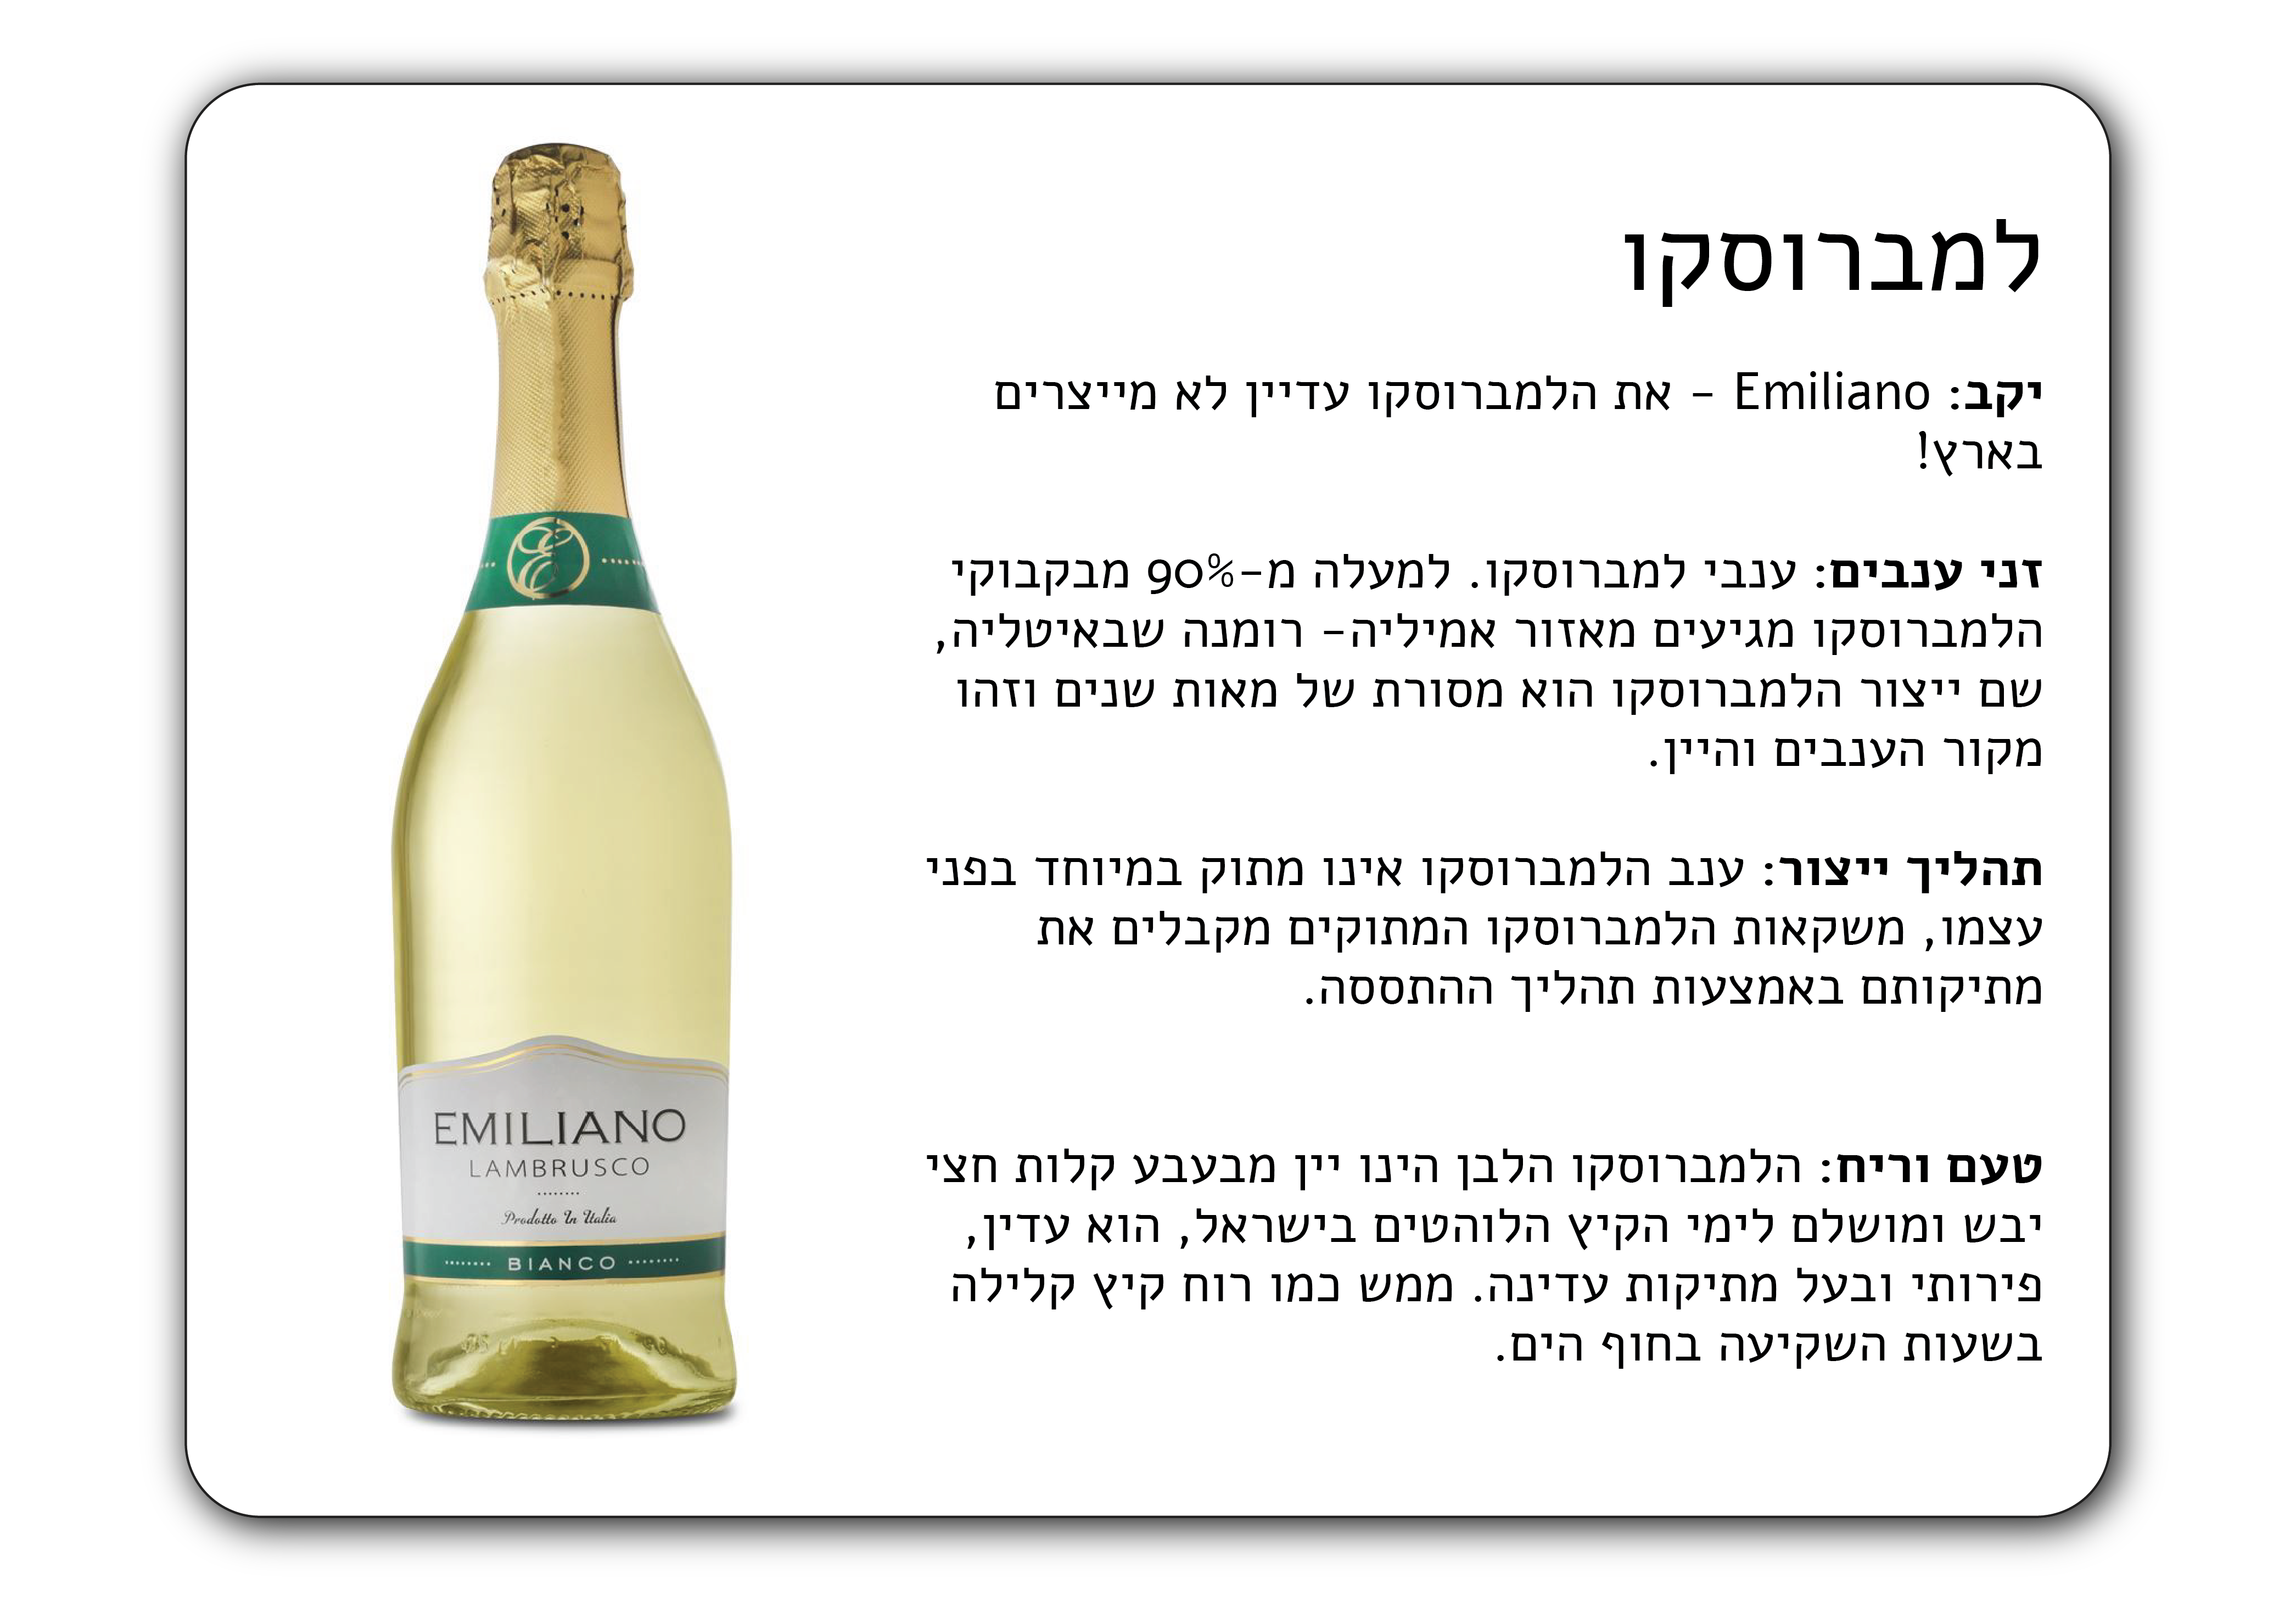 למברוסקו
יקב: Emiliano - את הלמברוסקו עדיין לא מייצרים
בארץ!
זני ענבים: ענבי למברוסקו. למעלה מ-90% מבקבוקי
הלמברוסקו מגיעים מאזור אמיליה- רומנה שבאיטליה,
שם ייצור הלמברוסקו הוא מסורת של מאות שנים וזהו
מקור הענבים והיין.
תהליך ייצור: ענב הלמברוסקו אינו מתוק במיוחד בפני
עצמו, משקאות הלמברוסקו המתוקים מקבלים את
מתיקותם באמצעות תהליך ההתססה.
טעם וריח: הלמברוסקו הלבן הינו יין מבעבע קלות חצי
יבש ומושלם לימי הקיץ הלוהטים בישראל, הוא עדין,
פירותי ובעל מתיקות עדינה. ממש כמו רוח קיץ קלילה
בשעות השקיעה בחוף הים.
E
EMILIANO
LAMBRUSCO
Prodotto In Italia
BIANCO